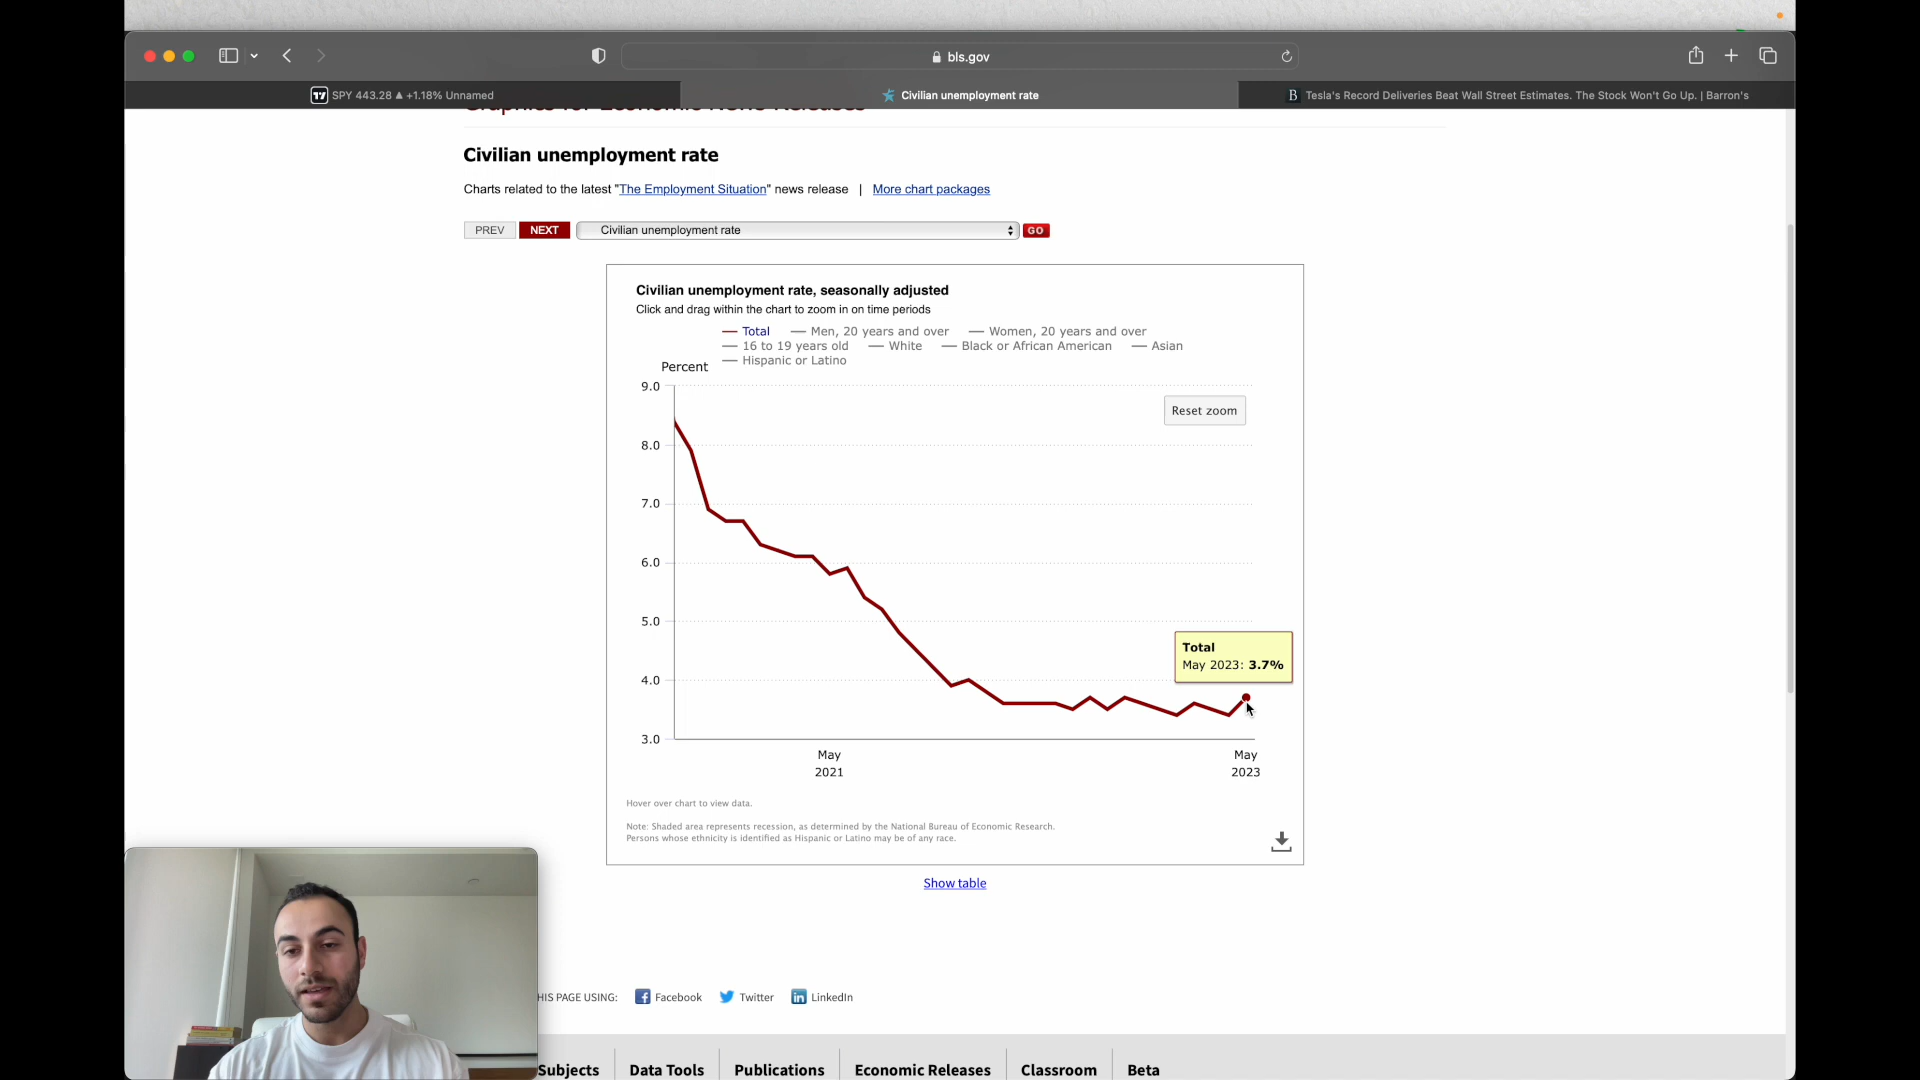 bls.gov
SPY 443.28 ▲ +1.18% Unnamed
Civilian unemployment rate
B Tesla's Record Deliveries Beat Wall Street Estimates. The Stock Won't Go Up. | Barron's
Civilian unemployment rate
Charts related to the latest "The Employment Situation" news release | More chart packages
PREV NEXT Civilian unemployment rate GO
Civilian unemployment rate, seasonally adjusted
Click and drag within the chart to zoom in on time periods
Total Men, 20 years and over Women, 20 years and over
16 to 19 years old White Black or African American Asian
Hispanic or Latino
Percent
9.0
Reset zoom
8.0
7.0
6.0
5.0
Total
May 2023: 3.7%
4.0
3.0
May
2021
May
2023
Hover over chart to view data.
Note: Shaded area represents recession, as determined by the National Bureau of Economic Research.
Persons whose ethnicity is identified as Hispanic or Latino may be of any race.
Show table
HIS PAGE USING: Facebook Twitter LinkedIn
Subjects Data Tools Publications Economic Releases Classroom Beta